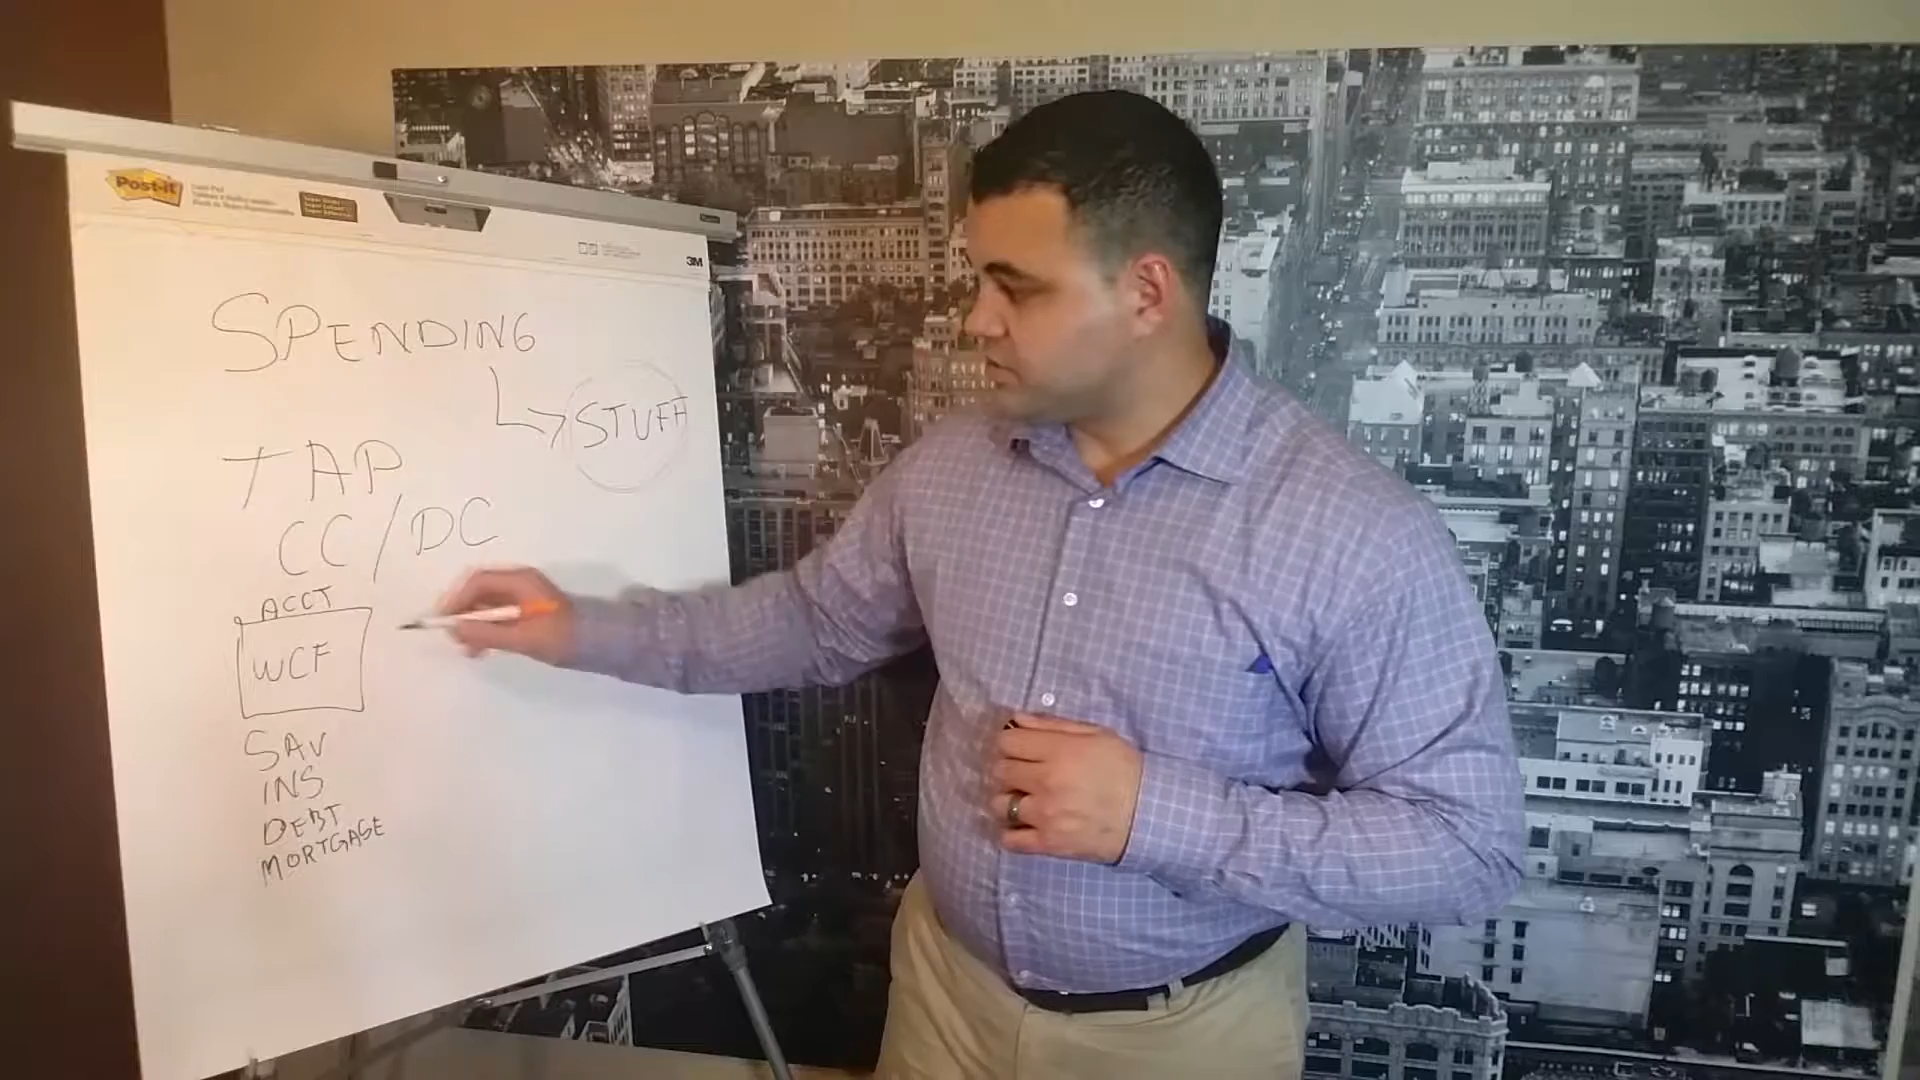 Post-it
3M
SPENDING
STUFF
TAP
CC/DC
ACCT
WCF
SAV
INS
DEBT
MORTGAGE